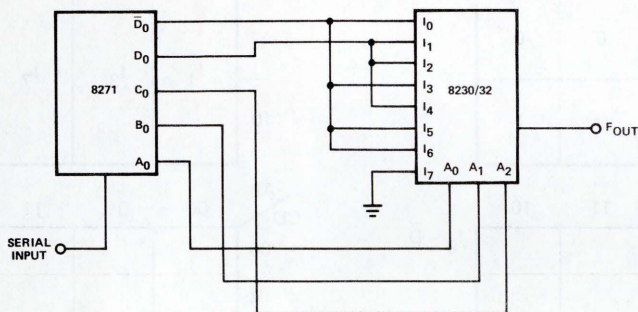 D̅0
D0
C0
B0
A0
8271
SERIAL
INPUT
I0
I1
I2
I3
I4
I5
I6
I7
8230/32
A0 A1 A2
FOUT